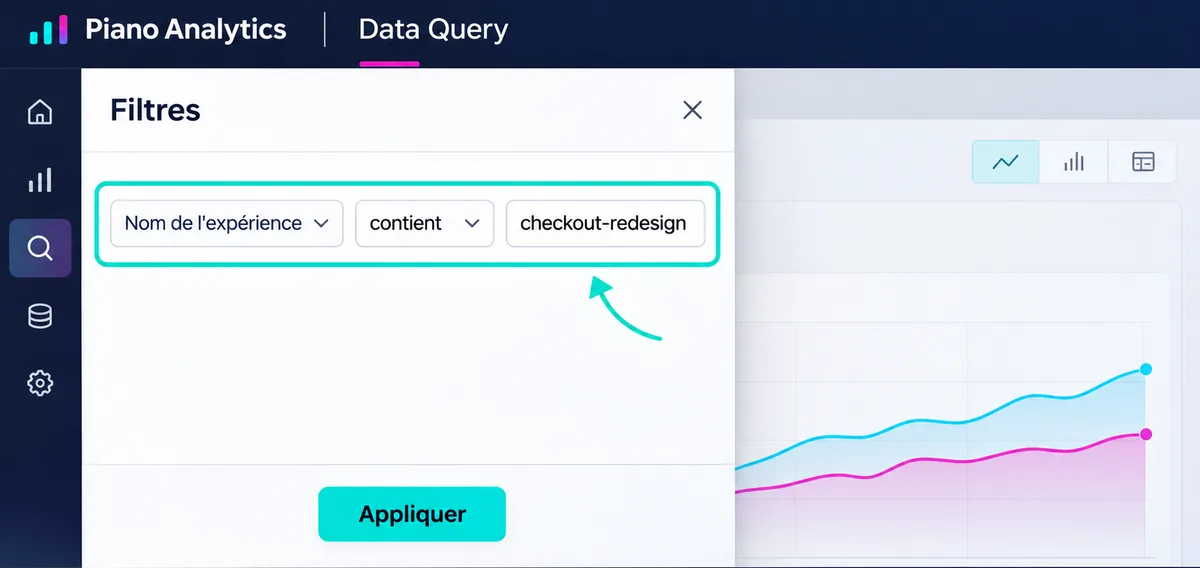 Piano Analytics
Data Query
Filtres
Nom de l'expérience
contient
checkout-redesign
Appliquer